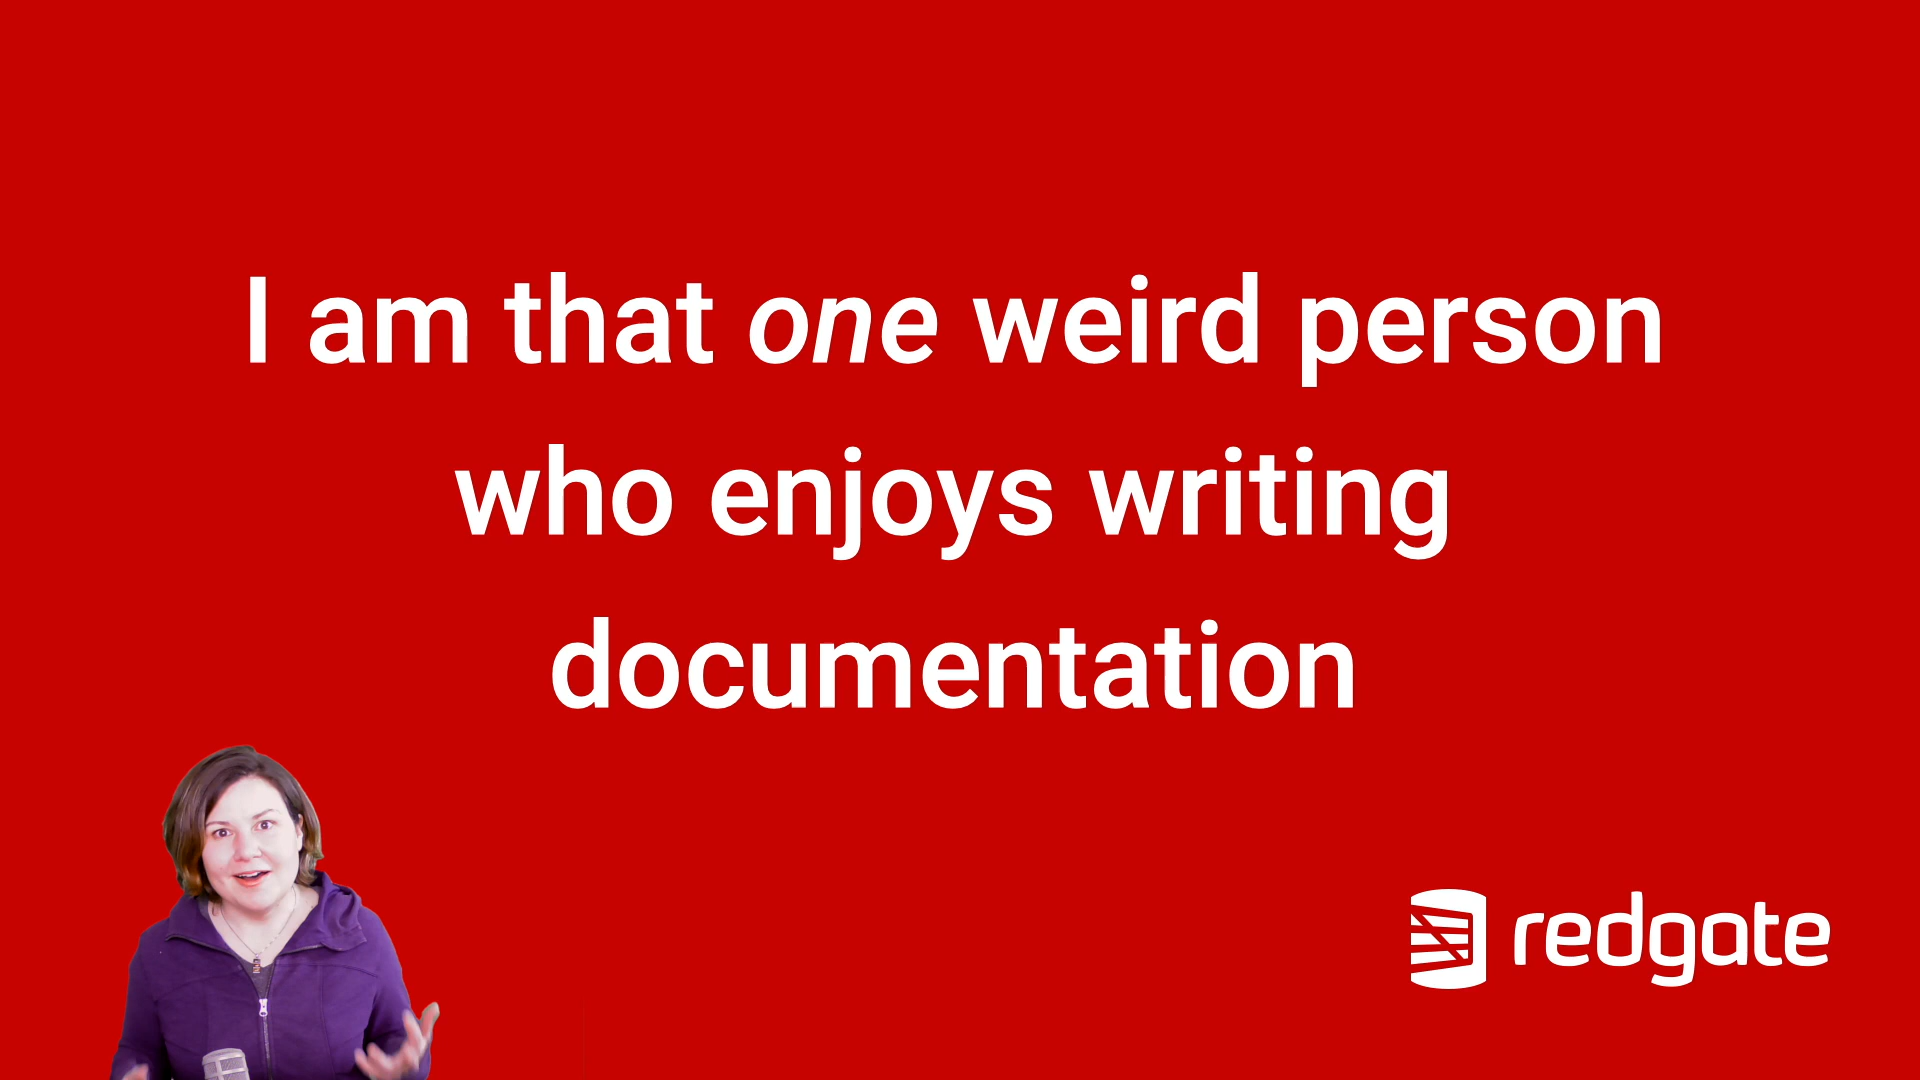 I am that one weird person
who enjoys writing
documentation
redgate